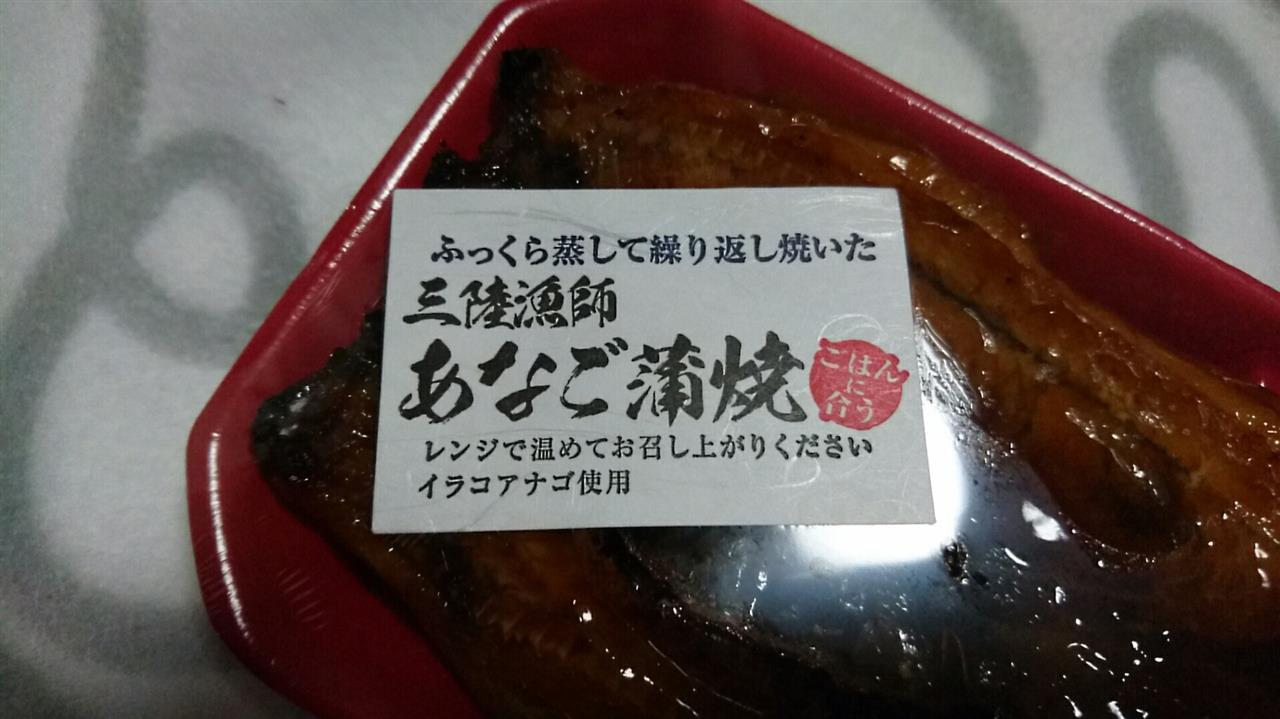 ふっくら蒸して繰り返し焼いた
三陸漁師
あなご蒲焼
ごはん
に
合う
レンジで温めてお召し上がりください
イラコアナゴ使用